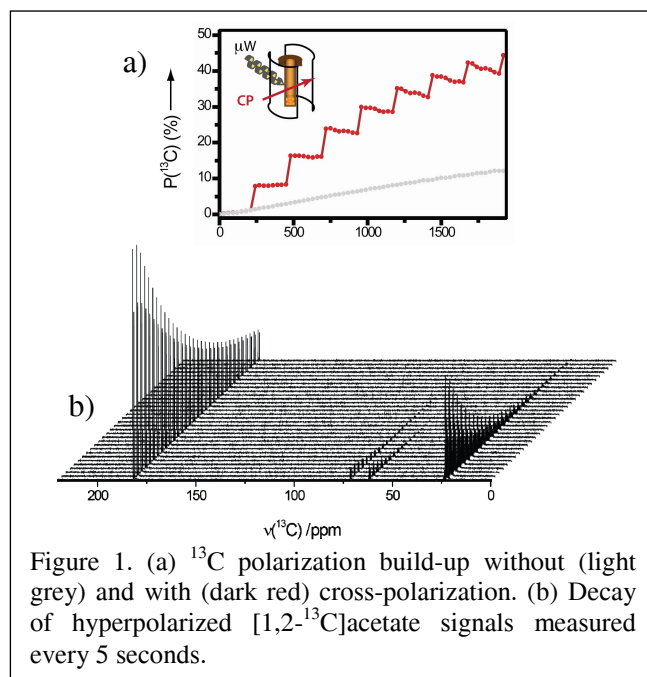 a)
P(¹³C) (%)
50
40
30
20
10
0
µW
CP
0 500 1000 1500
b)
200 150 100 50 0
ν(¹³C) /ppm
Figure 1. (a) ¹³C polarization build-up without (light
grey) and with (dark red) cross-polarization. (b) Decay
of hyperpolarized [1,2-¹³C]acetate signals measured
every 5 seconds.